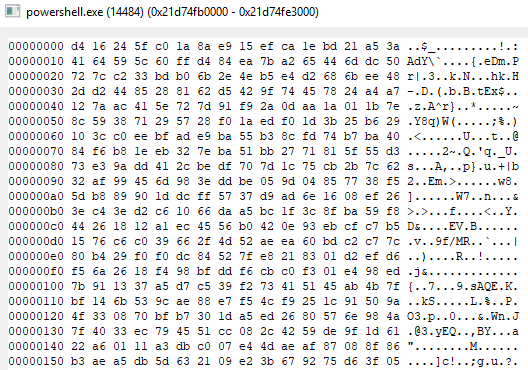 powershell.exe (14484) (0x21d74fb0000 - 0x21d74fe3000)
00000000 d4 16 24 5f c0 1a 8a e9 15 ef ca 1e bd 21 a5 3a ..$_.........!.:
00000010 41 64 59 5c 60 ff d4 84 ea 7b a2 65 44 6d dc 50 AdY\`....{.eDm.P
00000020 72 7c c2 33 bd b0 6b 2e 4e b5 e4 d2 68 6b ee 48 r|.3..k.N...hk.H
00000030 2d d2 44 85 28 81 62 d5 42 9f 74 45 78 24 a4 a7 -.D.(.b.B.tEx$..
00000040 12 7a ac 41 5e 72 7d 91 f9 2a 0d aa 1a 01 1b 7e .z.A^r}..*.....~
00000050 8c 59 38 71 29 57 28 f0 1a ed f0 1d 3b 25 b6 29 .Y8q)W(.....;%.)
00000060 10 3c c0 ee bf ad e9 ba 55 b3 8c fd 74 b7 ba 40 .<......U...t..@
00000070 84 f6 b8 1e eb 32 7e ba 51 bb 27 71 81 5f 55 d3 .....2~.Q.'q._U.
00000080 73 e3 9a dd 41 2c be df 70 7d 1c 75 cb 2b 7c 62 s...A,..p}.u.+|b
00000090 32 af 99 45 6d 98 3e dd be 05 9d 04 85 77 38 f5 2..Em.>......w8.
000000a0 5d b8 89 90 1d dc ff 57 37 d9 ad 6e 16 08 ef 26 ]......W7..n...&
000000b0 3e c4 3e d2 c6 10 66 da a5 bc 1f 3c 8f ba 59 f8 >.>...f....<..Y.
000000c0 44 26 18 12 a1 ec 45 56 b0 42 0e 93 eb cf c7 b5 D&....EV.B......
000000d0 15 76 c6 c0 39 66 2f 4d 52 ae ea 60 bd c2 c7 7c .v..9f/MR..`...|
000000e0 80 b4 29 f0 f0 dc 84 52 7f e8 21 83 01 d2 ef d6 ..)....R..!.....
000000f0 f5 6a 26 18 f4 98 bf dd f6 cb c0 f3 01 e4 98 ed .j&.............
00000100 7b 91 13 37 a5 d7 c5 39 f2 73 41 51 45 ab 4b 7f {..7...9.sAQE.K.
00000110 bf 14 6b 53 9c ae 88 e7 f5 4c cf 25 1c 91 50 9a ..kS.....L.%..P.
00000120 4f 33 08 70 bf b7 30 1d a5 ed 26 80 57 6e 98 4a O3.p..0...&.Wn.J
00000130 7f 40 33 ec 79 45 51 cc 08 2c 42 59 de 9f 1d 61 .@3.yEQ..,BY...a
00000140 22 a6 01 11 a3 db c0 07 e4 4d ae af 87 08 8f 86 "........M......
00000150 b3 ae a5 db 5d 63 21 09 e2 3b 67 92 75 d6 3f 05 ....]c!..;g.u.?.